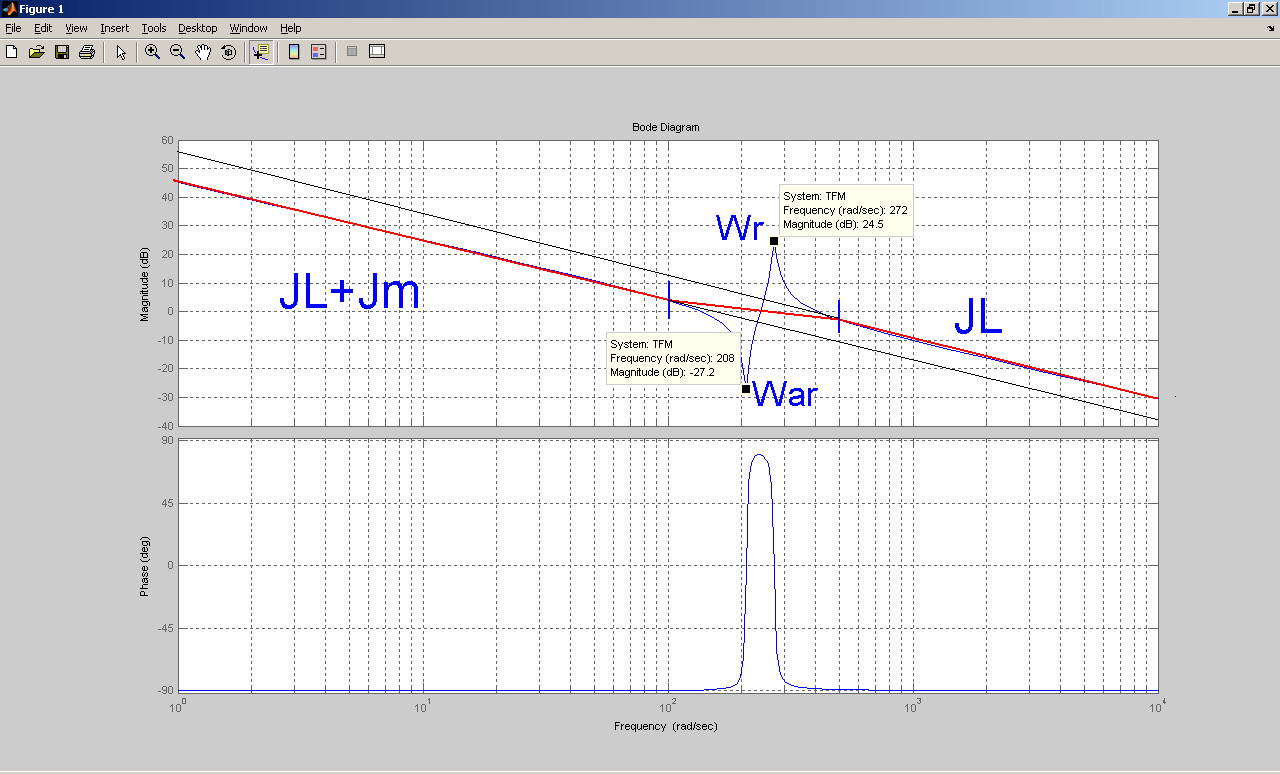 Figure 1
File Edit View Insert Tools Desktop Window Help
Bode Diagram
60
50
40
30
20
10
0
-10
-20
-30
-40
Magnitude (dB)
System: TFM
Frequency (rad/sec): 272
Magnitude (dB): 24.5
Wr
JL+Jm
JL
System: TFM
Frequency (rad/sec): 208
Magnitude (dB): -27.2
War
90
45
0
-45
-90
Phase (deg)
10^0 10^1 10^2 10^3 10^4
Frequency (rad/sec)